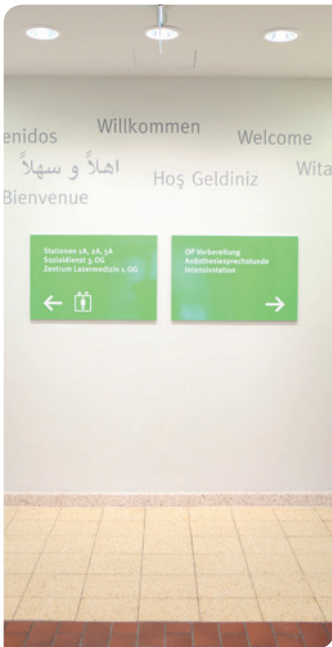 Willkommen
enidos
Welcome
اهلاً و سهلاً
Hoş Geldiniz
Wita
Bienvenue
Stationen 1A, 2A, 3A
Sozialdienst 3. OG
Zentrum Lasermedizin 1. OG
OP Vorbereitung
Anästhesiesprechstunde
Intensivstation